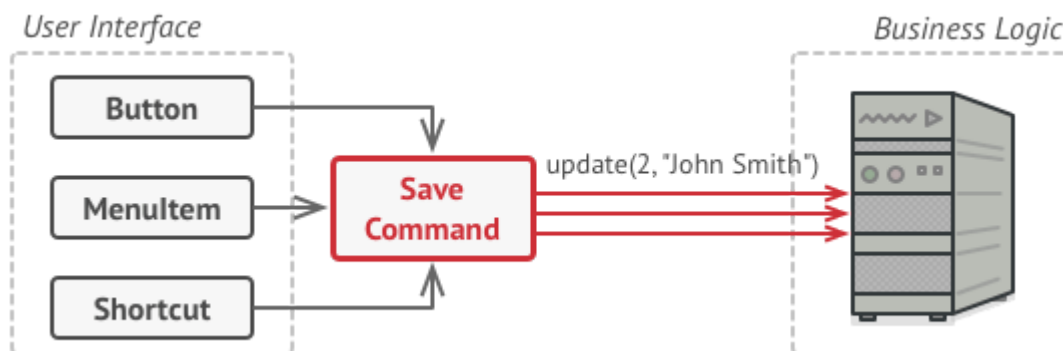 User Interface
Business Logic
Button
MenuItem
Shortcut
Save
Command
update(2, "John Smith")